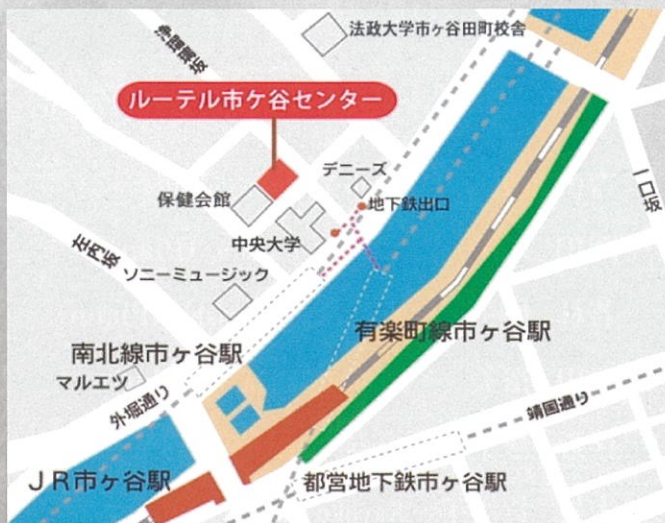 法政大学市ヶ谷田町校舎
浄瑠璃坂
ルーテル市ケ谷センター
デニーズ
保健会館
地下鉄出口
一口坂
中央大学
左内坂
ソニーミュージック
有楽町線市ヶ谷駅
南北線市ヶ谷駅
マルエツ
外堀通り
靖国通り
JR市ヶ谷駅
都営地下鉄市ヶ谷駅